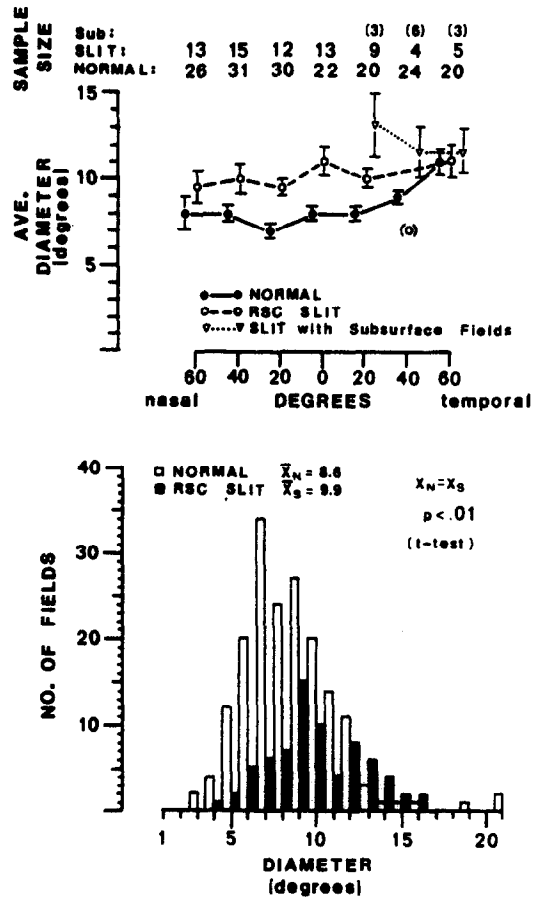 SAMPLE SIZE
Sub: (3) (6) (3)
SLIT: 13 15 12 13 9 4 5
NORMAL: 26 31 30 22 20 24 20
AVE. DIAMETER (degrees)
15
10
5
(o)
NORMAL
RSC SLIT
SLIT with Subsurface Fields
60 40 20 0 20 40 60
nasal DEGREES temporal
NO. OF FIELDS
40
30
20
10
NORMAL X̄N = 8.6
RSC SLIT X̄S = 9.9
XN=XS
p<.01
(t-test)
1 5 10 15 20
DIAMETER
(degrees)